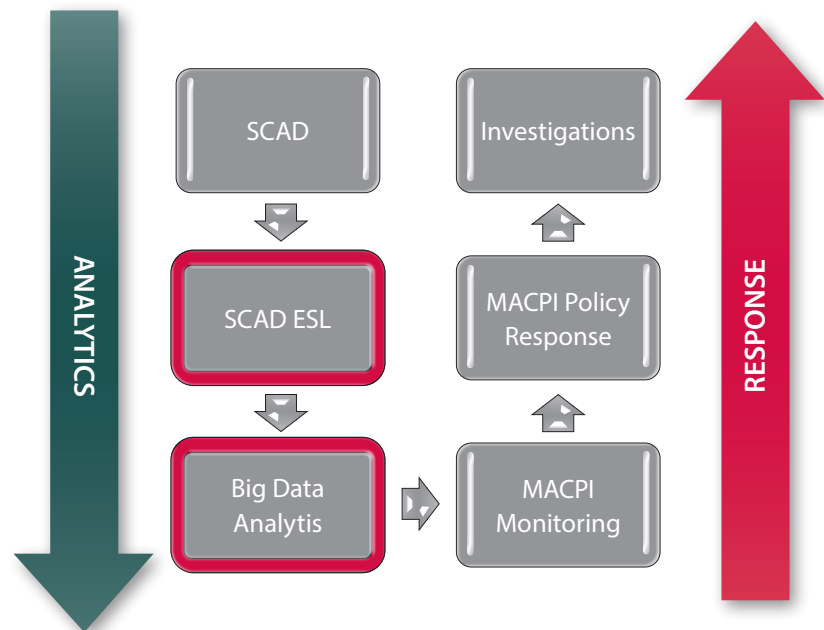 ANALYTICS
SCAD
SCAD ESL
Big Data
Analytis
MACPI
Monitoring
MACPI Policy
Response
Investigations
RESPONSE